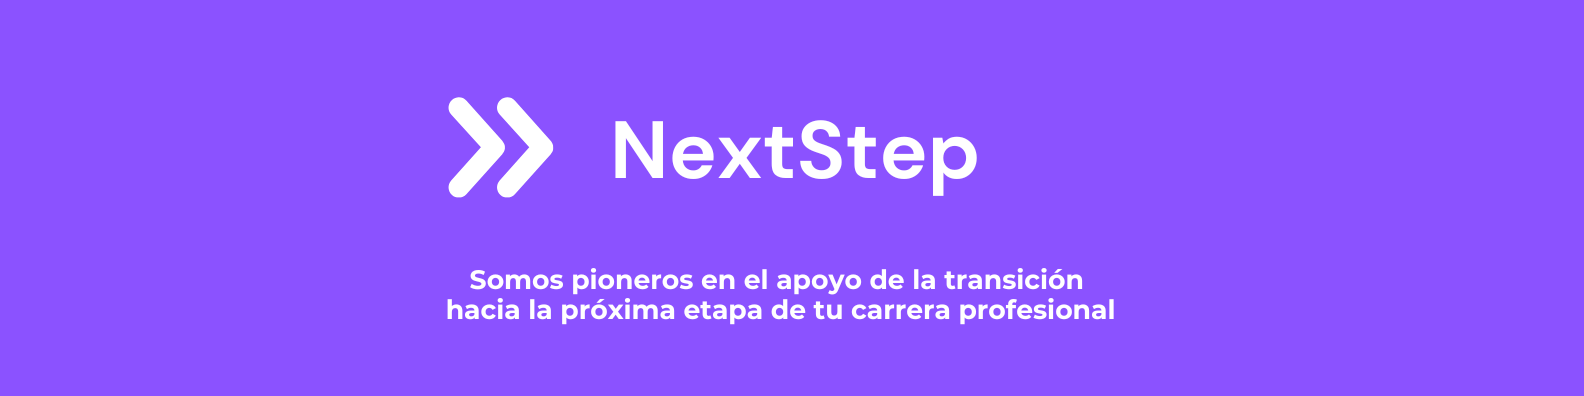 NextStep
Somos pioneros en el apoyo de la transición
hacia la próxima etapa de tu carrera profesional